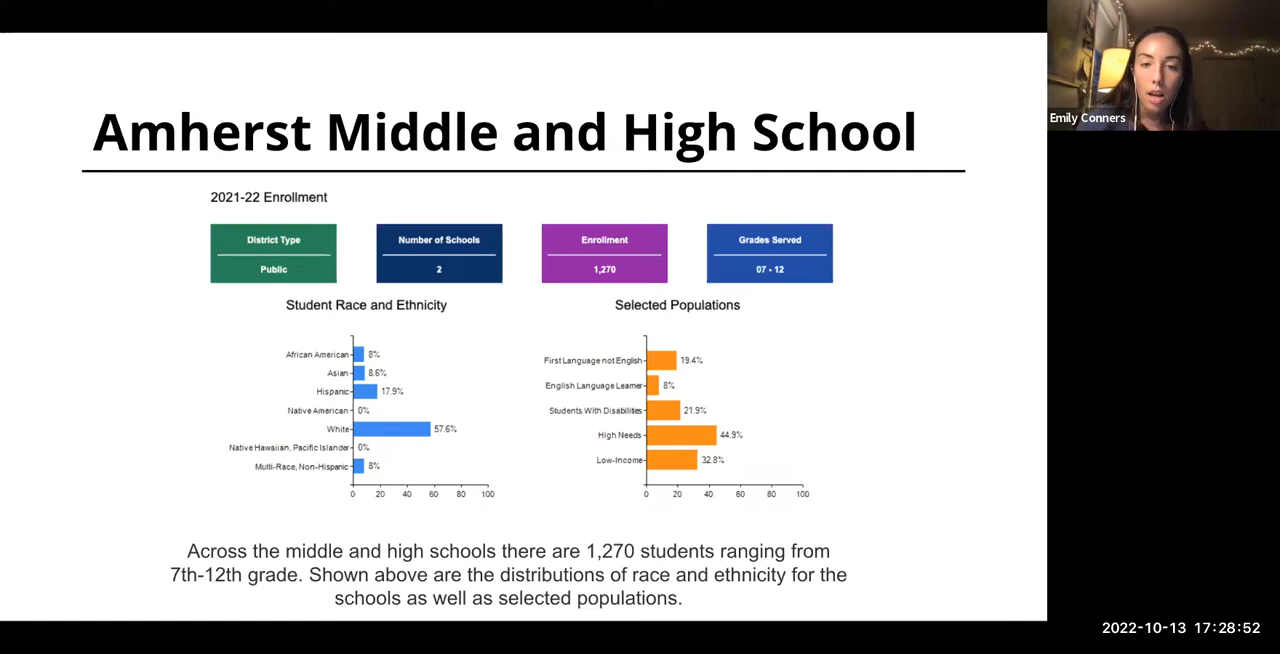 Amherst Middle and High School
Emily Conners
2021-22 Enrollment
District Type
Public
Number of Schools
2
Enrollment
1,270
Grades Served
07 - 12
Student Race and Ethnicity
African American 8%
Asian 8.6%
Hispanic 17.9%
Native American 0%
White 57.6%
Native Hawaiian, Pacific Islander 0%
Multi-Race, Non-Hispanic 8%
0 20 40 60 80 100
Selected Populations
First Language not English 19.4%
English Language Learner 8%
Students With Disabilities 21.9%
High Needs 44.9%
Low-Income 32.8%
0 20 40 60 80 100
Across the middle and high schools there are 1,270 students ranging from
7th-12th grade. Shown above are the distributions of race and ethnicity for the
schools as well as selected populations.
2022-10-13 17:28:52